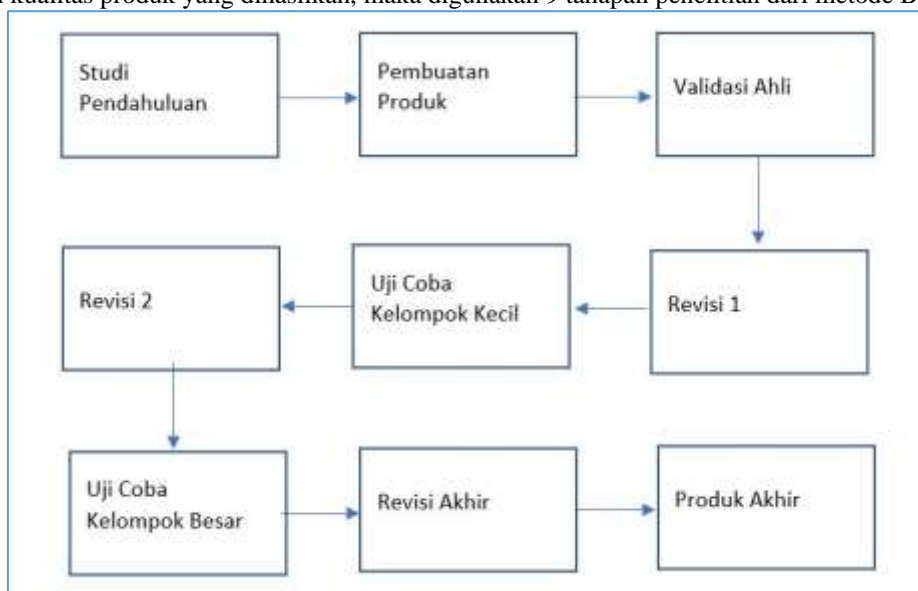 kualitas produk yang dihasilkan, maka digunakan 9 tahapan penelitian dari metode B
Studi
Pendahuluan
Pembuatan
Produk
Validasi Ahli
Revisi 1
Uji Coba
Kelompok Kecil
Revisi 2
Uji Coba
Kelompok Besar
Revisi Akhir
Produk Akhir